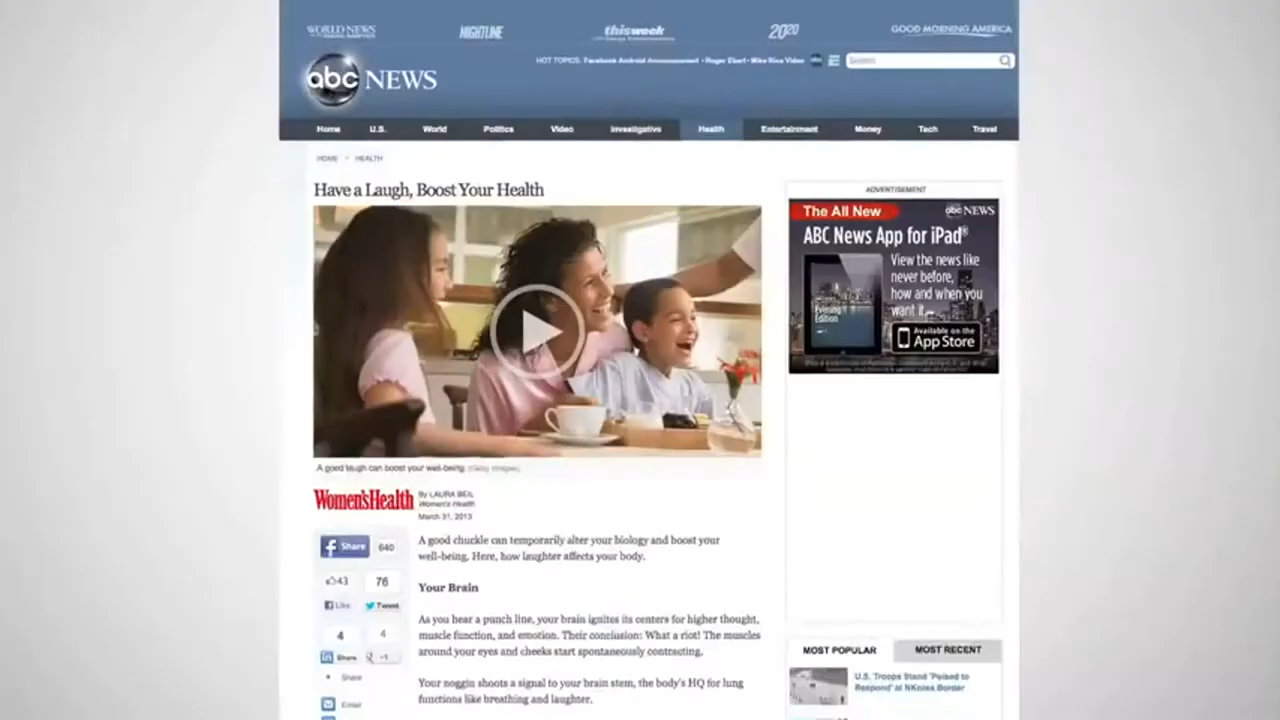 WORLD NEWS
NIGHTLINE
thisweek
20/20
GOOD MORNING AMERICA
HOT TOPICS: Facebook Android Announcement • Roger Ebert • Mike Rice Video
Search
abc NEWS
Home U.S. World Politics Video Investigative Health Entertainment Money Tech Travel
HOME > HEALTH
Have a Laugh, Boost Your Health
A good laugh can boost your well-being. (Getty Images)
Women'sHealth
By LAURA BEIL
Women's Health
March 31, 2013
Share 640
43 76
Like Tweet
4 4
Share -1
Share
Email
A good chuckle can temporarily alter your biology and boost your
well-being. Here, how laughter affects your body.
Your Brain
As you hear a punch line, your brain ignites its centers for higher thought,
muscle function, and emotion. Their conclusion: What a riot! The muscles
around your eyes and cheeks start spontaneously contracting.
Your noggin shoots a signal to your brain stem, the body's HQ for lung
functions like breathing and laughter.
ADVERTISEMENT
The All New
abc NEWS
ABC News App for iPad®
View the news like
never before,
how and when you
want it
Evening
Edition
Available on the
App Store
MOST POPULAR MOST RECENT
U.S. Troops Stand 'Poised to
Respond' at NKorea Border